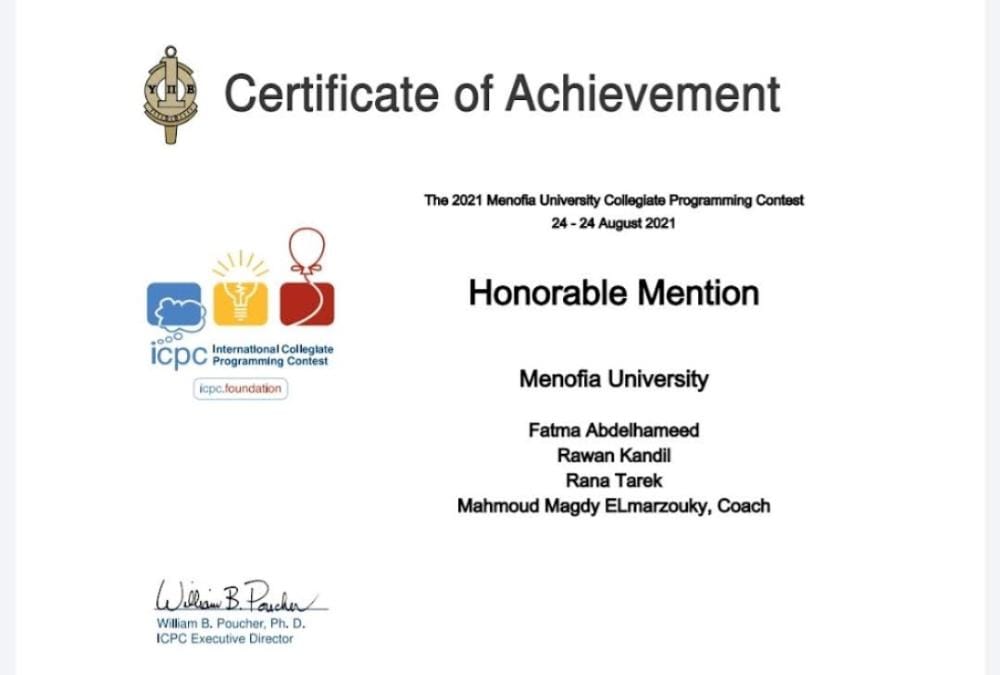 Certificate of Achievement
Υ Π Β
The 2021 Menofia University Collegiate Programming Contest
24 - 24 August 2021
Honorable Mention
icpc International Collegiate
Programming Contest
icpc.foundation
Menofia University
Fatma Abdelhameed
Rawan Kandil
Rana Tarek
Mahmoud Magdy ELmarzouky, Coach
William B. Poucher
William B. Poucher, Ph. D.
ICPC Executive Director